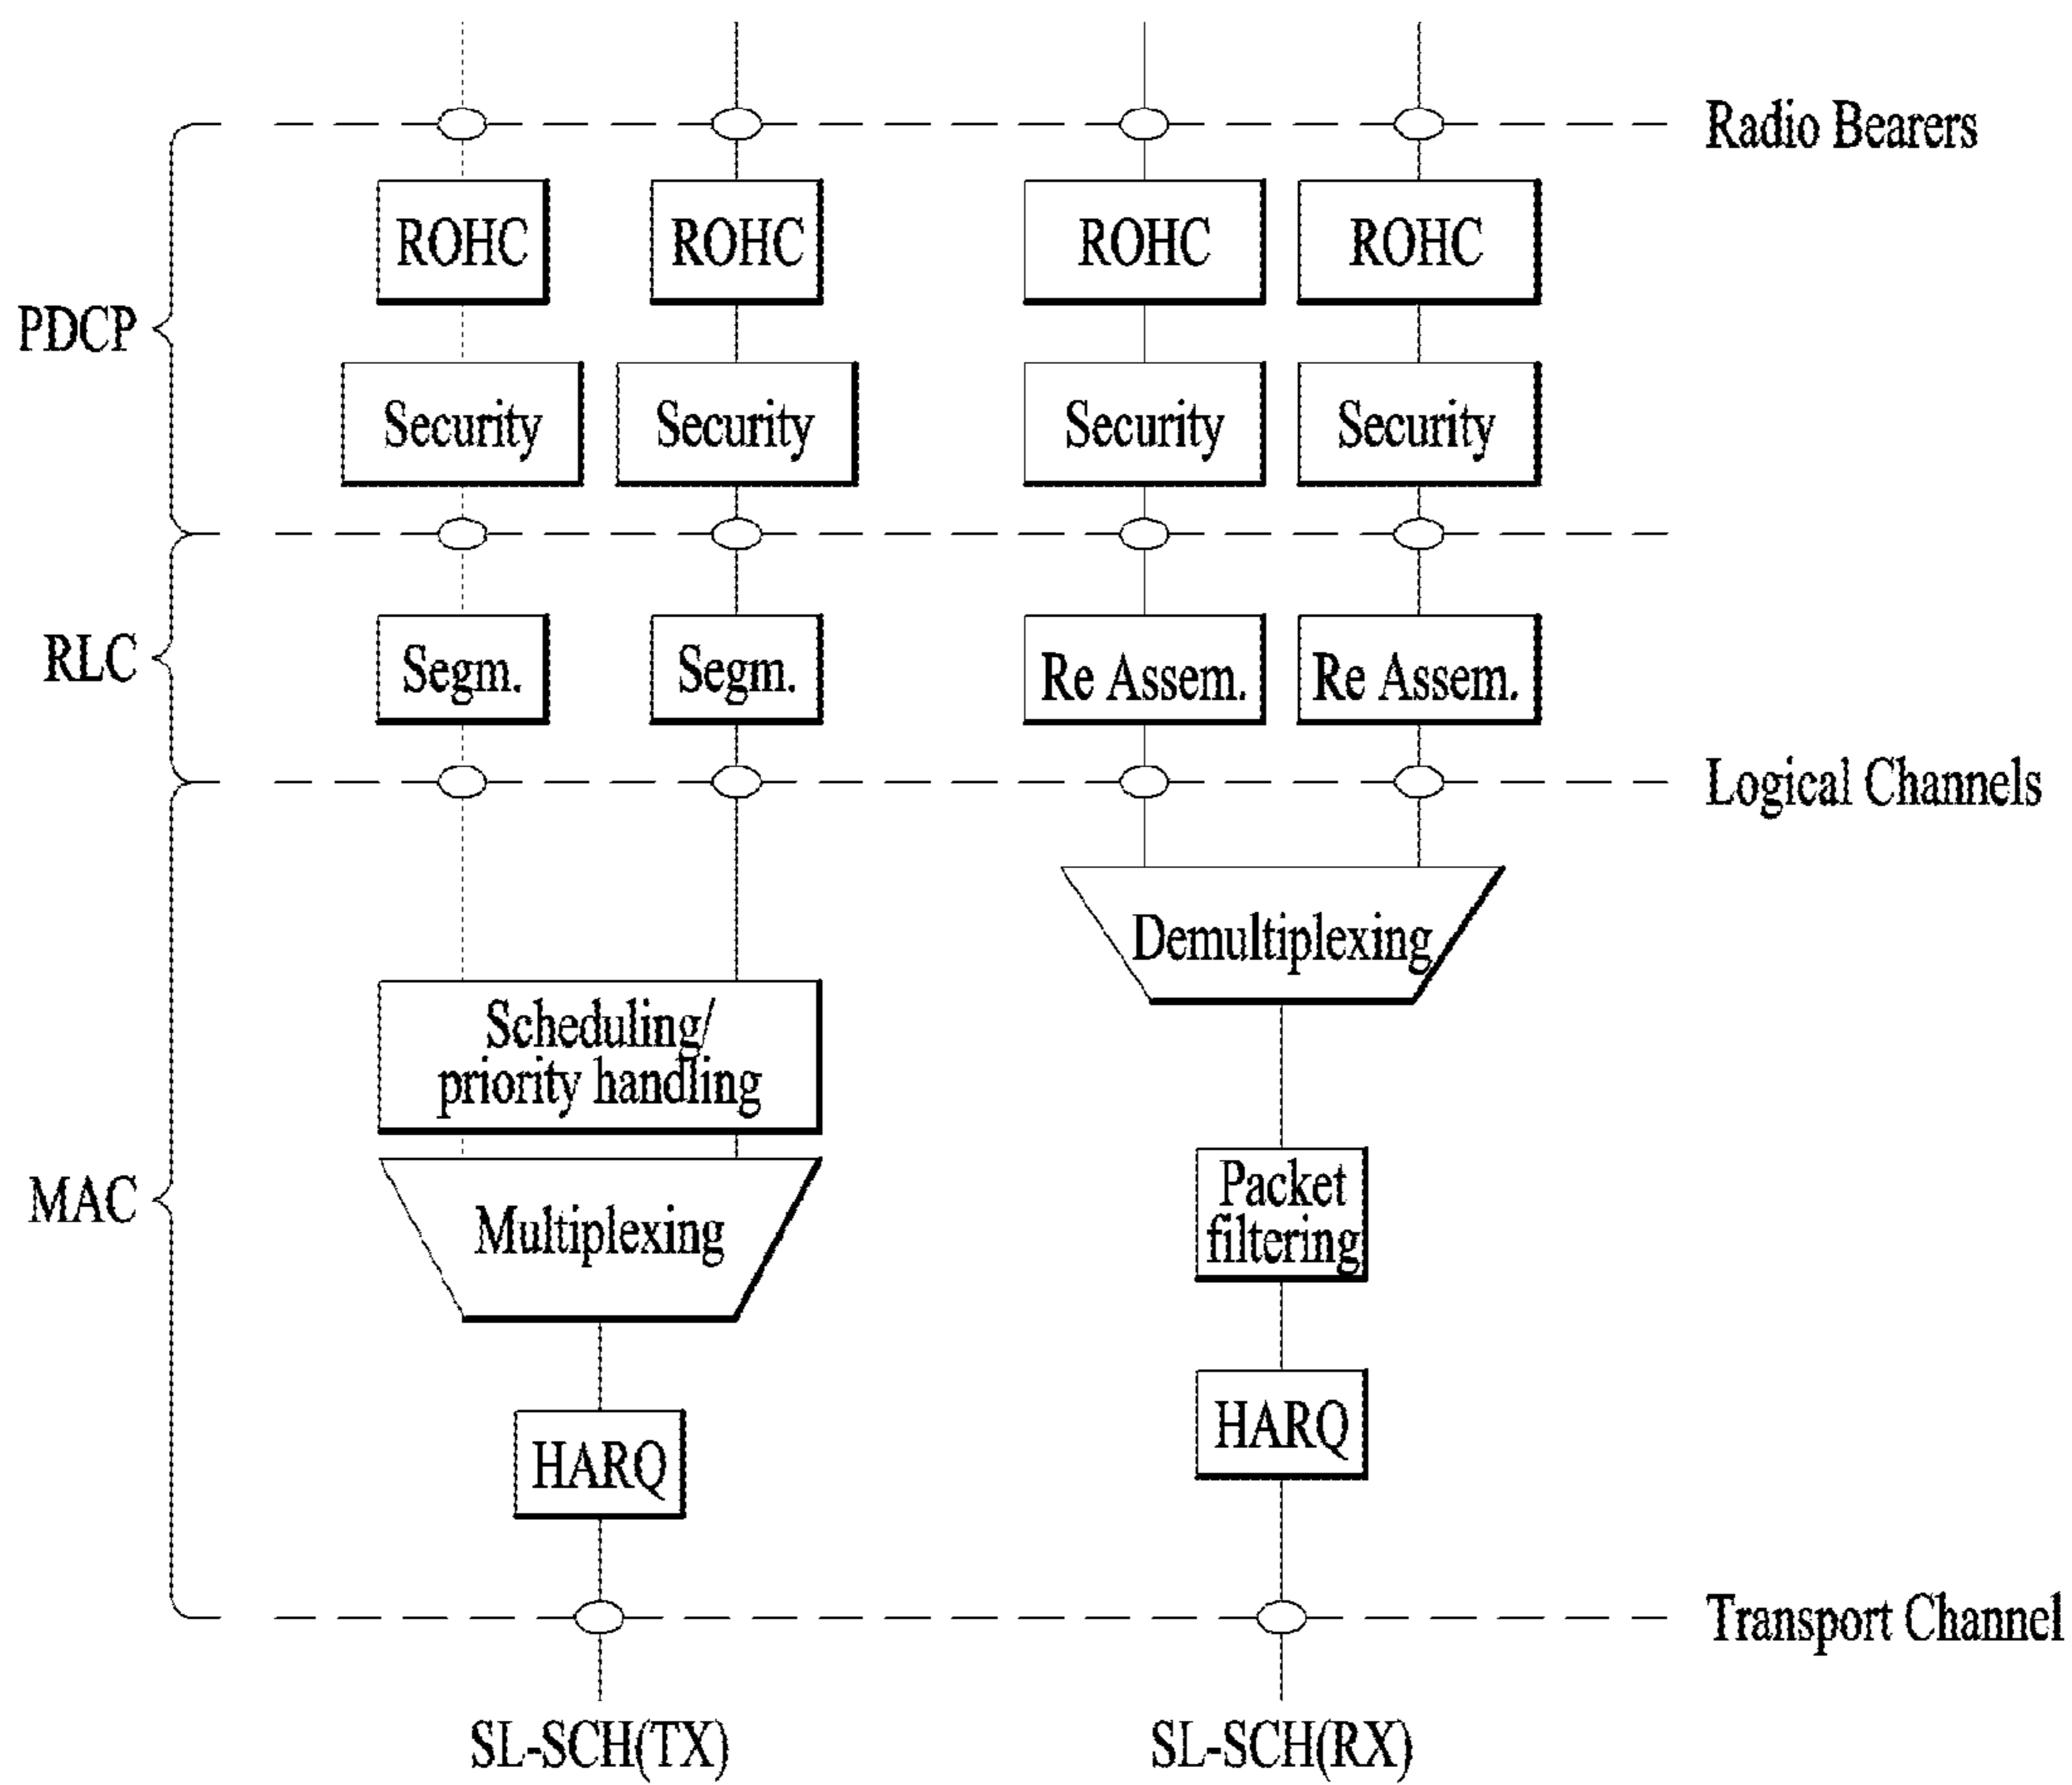 Radio Bearers
ROHC
ROHC
ROHC
ROHC
PDCP
Security
Security
Security
Security
RLC
Segm.
Segm.
Re Assem.
Re Assem.
Logical Channels
Demultiplexing
Scheduling/
priority handling
MAC
Multiplexing
Packet
filtering
HARQ
HARQ
Transport Channel
SL-SCH(TX)
SL-SCH(RX)